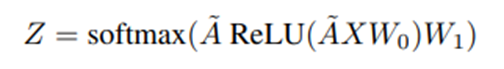 Z = softmax(Ã ReLU(ÃXW₀)W₁)